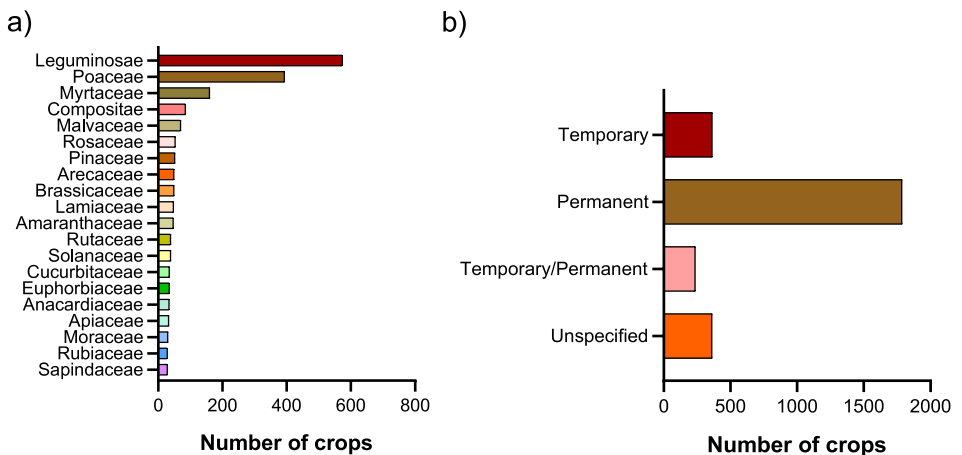 a)
Leguminosae
Poaceae
Myrtaceae
Compositae
Malvaceae
Rosaceae
Pinaceae
Arecaceae
Brassicaceae
Lamiaceae
Amaranthaceae
Rutaceae
Solanaceae
Cucurbitaceae
Euphorbiaceae
Anacardiaceae
Apiaceae
Moraceae
Rubiaceae
Sapindaceae
0 200 400 600 800
Number of crops
b)
Temporary
Permanent
Temporary/Permanent
Unspecified
0 500 1000 1500 2000
Number of crops